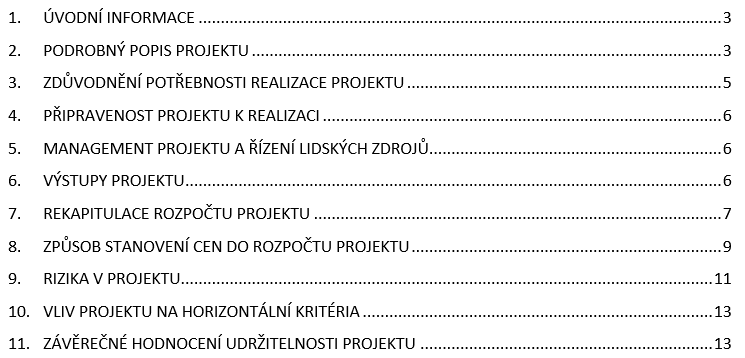 1. ÚVODNÍ INFORMACE ........ 3
2. PODROBNÝ POPIS PROJEKTU ........ 3
3. ZDŮVODNĚNÍ POTŘEBNOSTI REALIZACE PROJEKTU ........ 5
4. PŘIPRAVENOST PROJEKTU K REALIZACI ........ 6
5. MANAGEMENT PROJEKTU A ŘÍZENÍ LIDSKÝCH ZDROJŮ ........ 6
6. VÝSTUPY PROJEKTU ........ 6
7. REKAPITULACE ROZPOČTU PROJEKTU ........ 7
8. ZPŮSOB STANOVENÍ CEN DO ROZPOČTU PROJEKTU ........ 9
9. RIZIKA V PROJEKTU ........ 11
10. VLIV PROJEKTU NA HORIZONTÁLNÍ KRITÉRIA ........ 13
11. ZÁVĚREČNÉ HODNOCENÍ UDRŽITELNOSTI PROJEKTU ........ 13